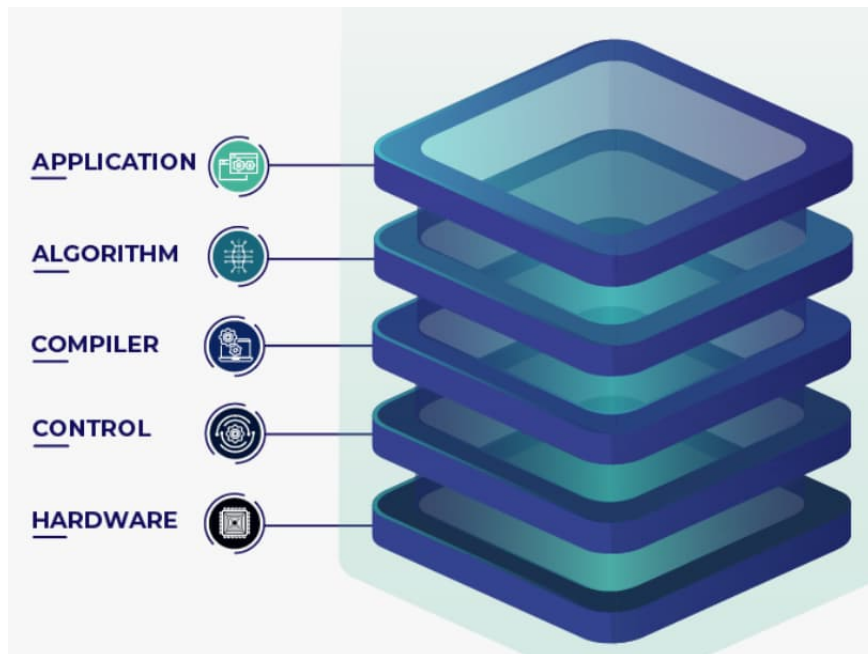 APPLICATION
ALGORITHM
COMPILER
CONTROL
HARDWARE